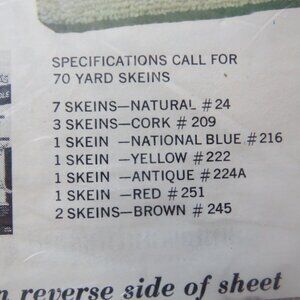 SPECIFICATIONS CALL FOR
70 YARD SKEINS
7 SKEINS—NATURAL #24
3 SKEINS—CORK #209
1 SKEIN —NATIONAL BLUE #216
1 SKEIN —YELLOW #222
1 SKEIN —ANTIQUE #224A
1 SKEIN —RED #251
2 SKEINS—BROWN #245
reverse side of sheet